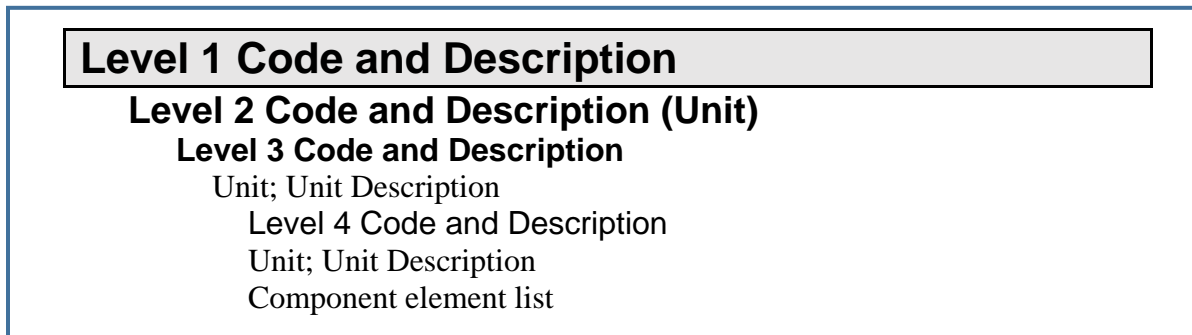 Level 1 Code and Description
Level 2 Code and Description (Unit)
Level 3 Code and Description
Unit; Unit Description
Level 4 Code and Description
Unit; Unit Description
Component element list